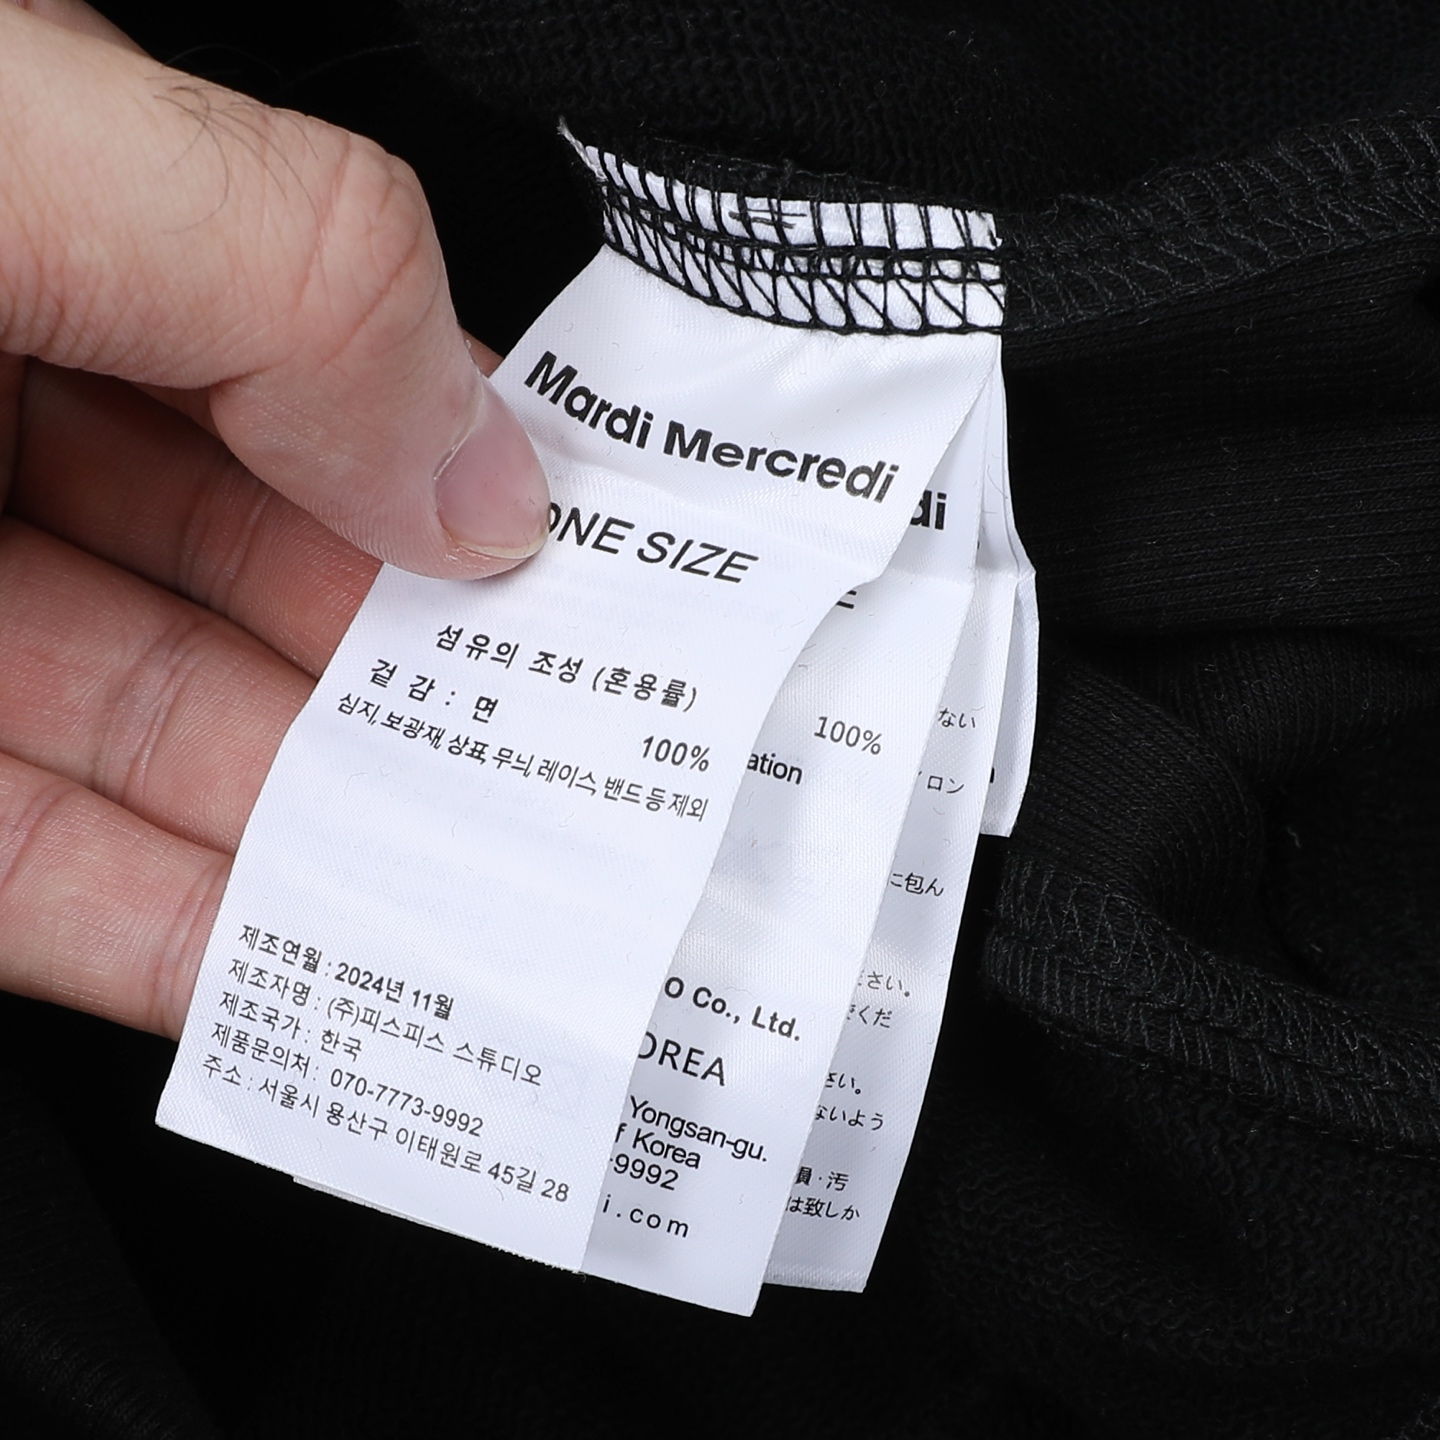 Mardi Mercredi
ONE SIZE
섬유의 조성 (혼용률)
겉 감 : 면
100%
심지, 보광재, 상표, 무늬, 레이스, 밴드 등 제외
제조연월 : 2024년 11월
제조자명 : (주)피스피스 스튜디오
제조국가 : 한국
제품문의처 : 070-7773-9992
주소 : 서울시 용산구 이태원로 45길 28
di
E
100%
ation
O Co., Ltd.
OREA
Yongsan-gu.
f Korea
-9992
i.com
ない
イロン
に包ん
ださい。
でくだ
さい。
ないよう
損・汚
は致しか